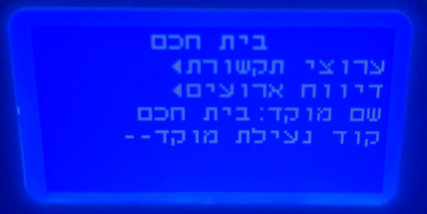 בית חכם
ערוצי תקשורת◄
דיווח ארועים◄
שם מוקד:בית חכם
קוד נעילת מוקד--